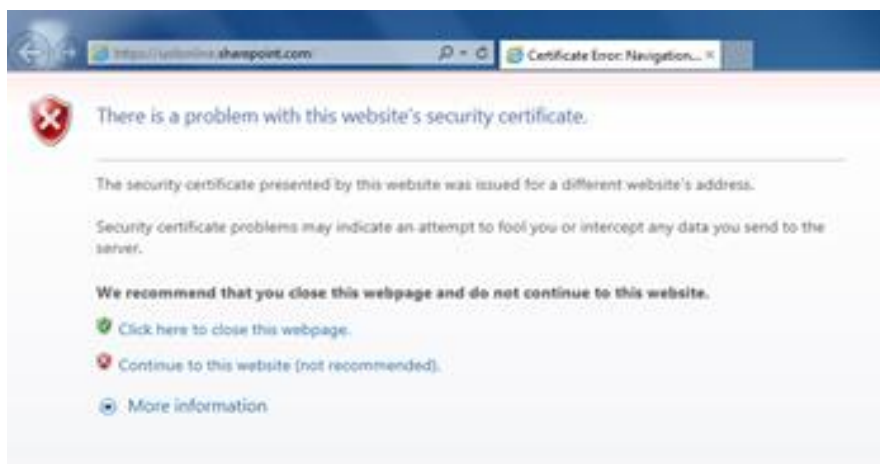 sharepoint.com
Certificate Error: Navigation...
There is a problem with this website's security certificate.
The security certificate presented by this website was issued for a different website's address.
Security certificate problems may indicate an attempt to fool you or intercept any data you send to the
server.
We recommend that you close this webpage and do not continue to this website.
Click here to close this webpage.
Continue to this website (not recommended).
More information